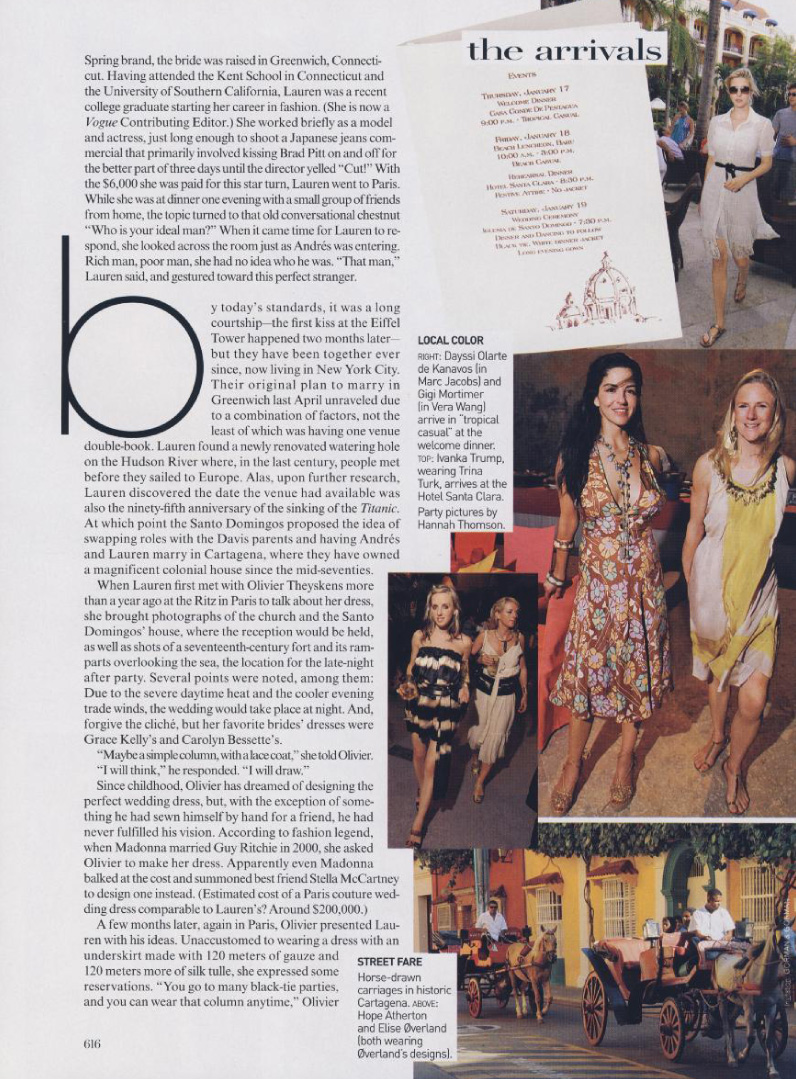 Spring brand, the bride was raised in Greenwich, Connecti-
cut. Having attended the Kent School in Connecticut and
the University of Southern California, Lauren was a recent
college graduate starting her career in fashion. (She is now a
Vogue Contributing Editor.) She worked briefly as a model
and actress, just long enough to shoot a Japanese jeans com-
mercial that primarily involved kissing Brad Pitt on and off for
the better part of three days until the director yelled “Cut!” With
the $6,000 she was paid for this star turn, Lauren went to Paris.
While she was at dinner one evening with a small group of friends
from home, the topic turned to that old conversational chestnut
“Who is your ideal man?” When it came time for Lauren to re-
spond, she looked across the room just as Andrés was entering.
Rich man, poor man, she had no idea who he was. “That man,”
Lauren said, and gestured toward this perfect stranger.
by today’s standards, it was a long
courtship—the first kiss at the Eiffel
Tower happened two months later—
but they have been together ever
since, now living in New York City.
Their original plan to marry in
Greenwich last April unraveled due
to a combination of factors, not the
least of which was having one venue
double-book. Lauren found a newly renovated watering hole
on the Hudson River where, in the last century, people met
before they sailed to Europe. Alas, upon further research,
Lauren discovered the date the venue had available was
also the ninety-fifth anniversary of the sinking of the Titanic.
At which point the Santo Domingos proposed the idea of
swapping roles with the Davis parents and having Andrés
and Lauren marry in Cartagena, where they have owned
a magnificent colonial house since the mid-seventies.
When Lauren first met with Olivier Theyskens more
than a year ago at the Ritz in Paris to talk about her dress,
she brought photographs of the church and the Santo
Domingos’ house, where the reception would be held,
as well as shots of a seventeenth-century fort and its ram-
parts overlooking the sea, the location for the late-night
after party. Several points were noted, among them:
Due to the severe daytime heat and the cooler evening
trade winds, the wedding would take place at night. And,
forgive the cliché, but her favorite brides’ dresses were
Grace Kelly’s and Carolyn Bessette’s.
“Maybe a simple column, with a lace coat,” she told Olivier.
“I will think,” he responded. “I will draw.”
Since childhood, Olivier has dreamed of designing the
perfect wedding dress, but, with the exception of some-
thing he had sewn himself by hand for a friend, he had
never fulfilled his vision. According to fashion legend,
when Madonna married Guy Ritchie in 2000, she asked
Olivier to make her dress. Apparently even Madonna
balked at the cost and summoned best friend Stella McCartney
to design one instead. (Estimated cost of a Paris couture wed-
ding dress comparable to Lauren’s? Around $200,000.)
A few months later, again in Paris, Olivier presented Lau-
ren with his ideas. Unaccustomed to wearing a dress with an
underskirt made with 120 meters of gauze and
120 meters more of silk tulle, she expressed some
reservations. “You go to many black-tie parties,
and you can wear that column anytime,” Olivier
616
the arrivals
EVENTS
THURSDAY, JANUARY 17
WELCOME DINNER
CASA CONDE DE PESTAGUA
9:00 P.M. · TROPICAL CASUAL
FRIDAY, JANUARY 18
BEACH LUNCHEON, BARU
10:00 A.M. - 3:00 P.M.
BEACH CASUAL
REHEARSAL DINNER
HOTEL SANTA CLARA · 8:30 P.M.
FESTIVE ATTIRE · NO JACKET
SATURDAY, JANUARY 19
WEDDING CEREMONY
IGLESIA DE SANTO DOMINGO · 7:30 P.M.
DINNER AND DANCING TO FOLLOW
BLACK TIE, WHITE DINNER JACKET
LONG EVENING GOWN
LOCAL COLOR
RIGHT: Dayssi Olarte
de Kanavos (in
Marc Jacobs) and
Gigi Mortimer
(in Vera Wang)
arrive in “tropical
casual” at the
welcome dinner.
TOP: Ivanka Trump,
wearing Trina
Turk, arrives at the
Hotel Santa Clara.
Party pictures by
Hannah Thomson.
STREET FARE
Horse-drawn
carriages in historic
Cartagena. ABOVE:
Hope Atherton
and Elise Øverland
(both wearing
Øverland’s designs).